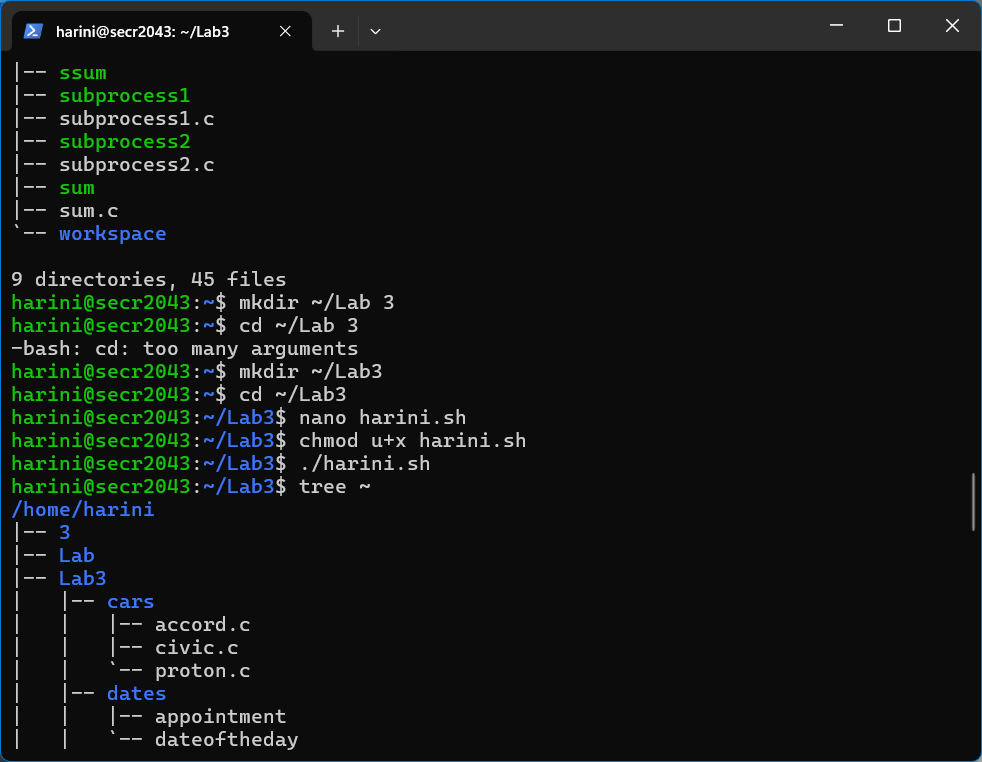 harini@secr2043: ~/Lab3
|-- ssum
|-- subprocess1
|-- subprocess1.c
|-- subprocess2
|-- subprocess2.c
|-- sum
|-- sum.c
`-- workspace
9 directories, 45 files
harini@secr2043:~$ mkdir ~/Lab 3
harini@secr2043:~$ cd ~/Lab 3
-bash: cd: too many arguments
harini@secr2043:~$ mkdir ~/Lab3
harini@secr2043:~$ cd ~/Lab3
harini@secr2043:~/Lab3$ nano harini.sh
harini@secr2043:~/Lab3$ chmod u+x harini.sh
harini@secr2043:~/Lab3$ ./harini.sh
harini@secr2043:~/Lab3$ tree ~
/home/harini
|-- 3
|-- Lab
|-- Lab3
|   |-- cars
|   |   |-- accord.c
|   |   |-- civic.c
|   |   `-- proton.c
|   |-- dates
|   |   |-- appointment
|   |   `-- dateoftheday